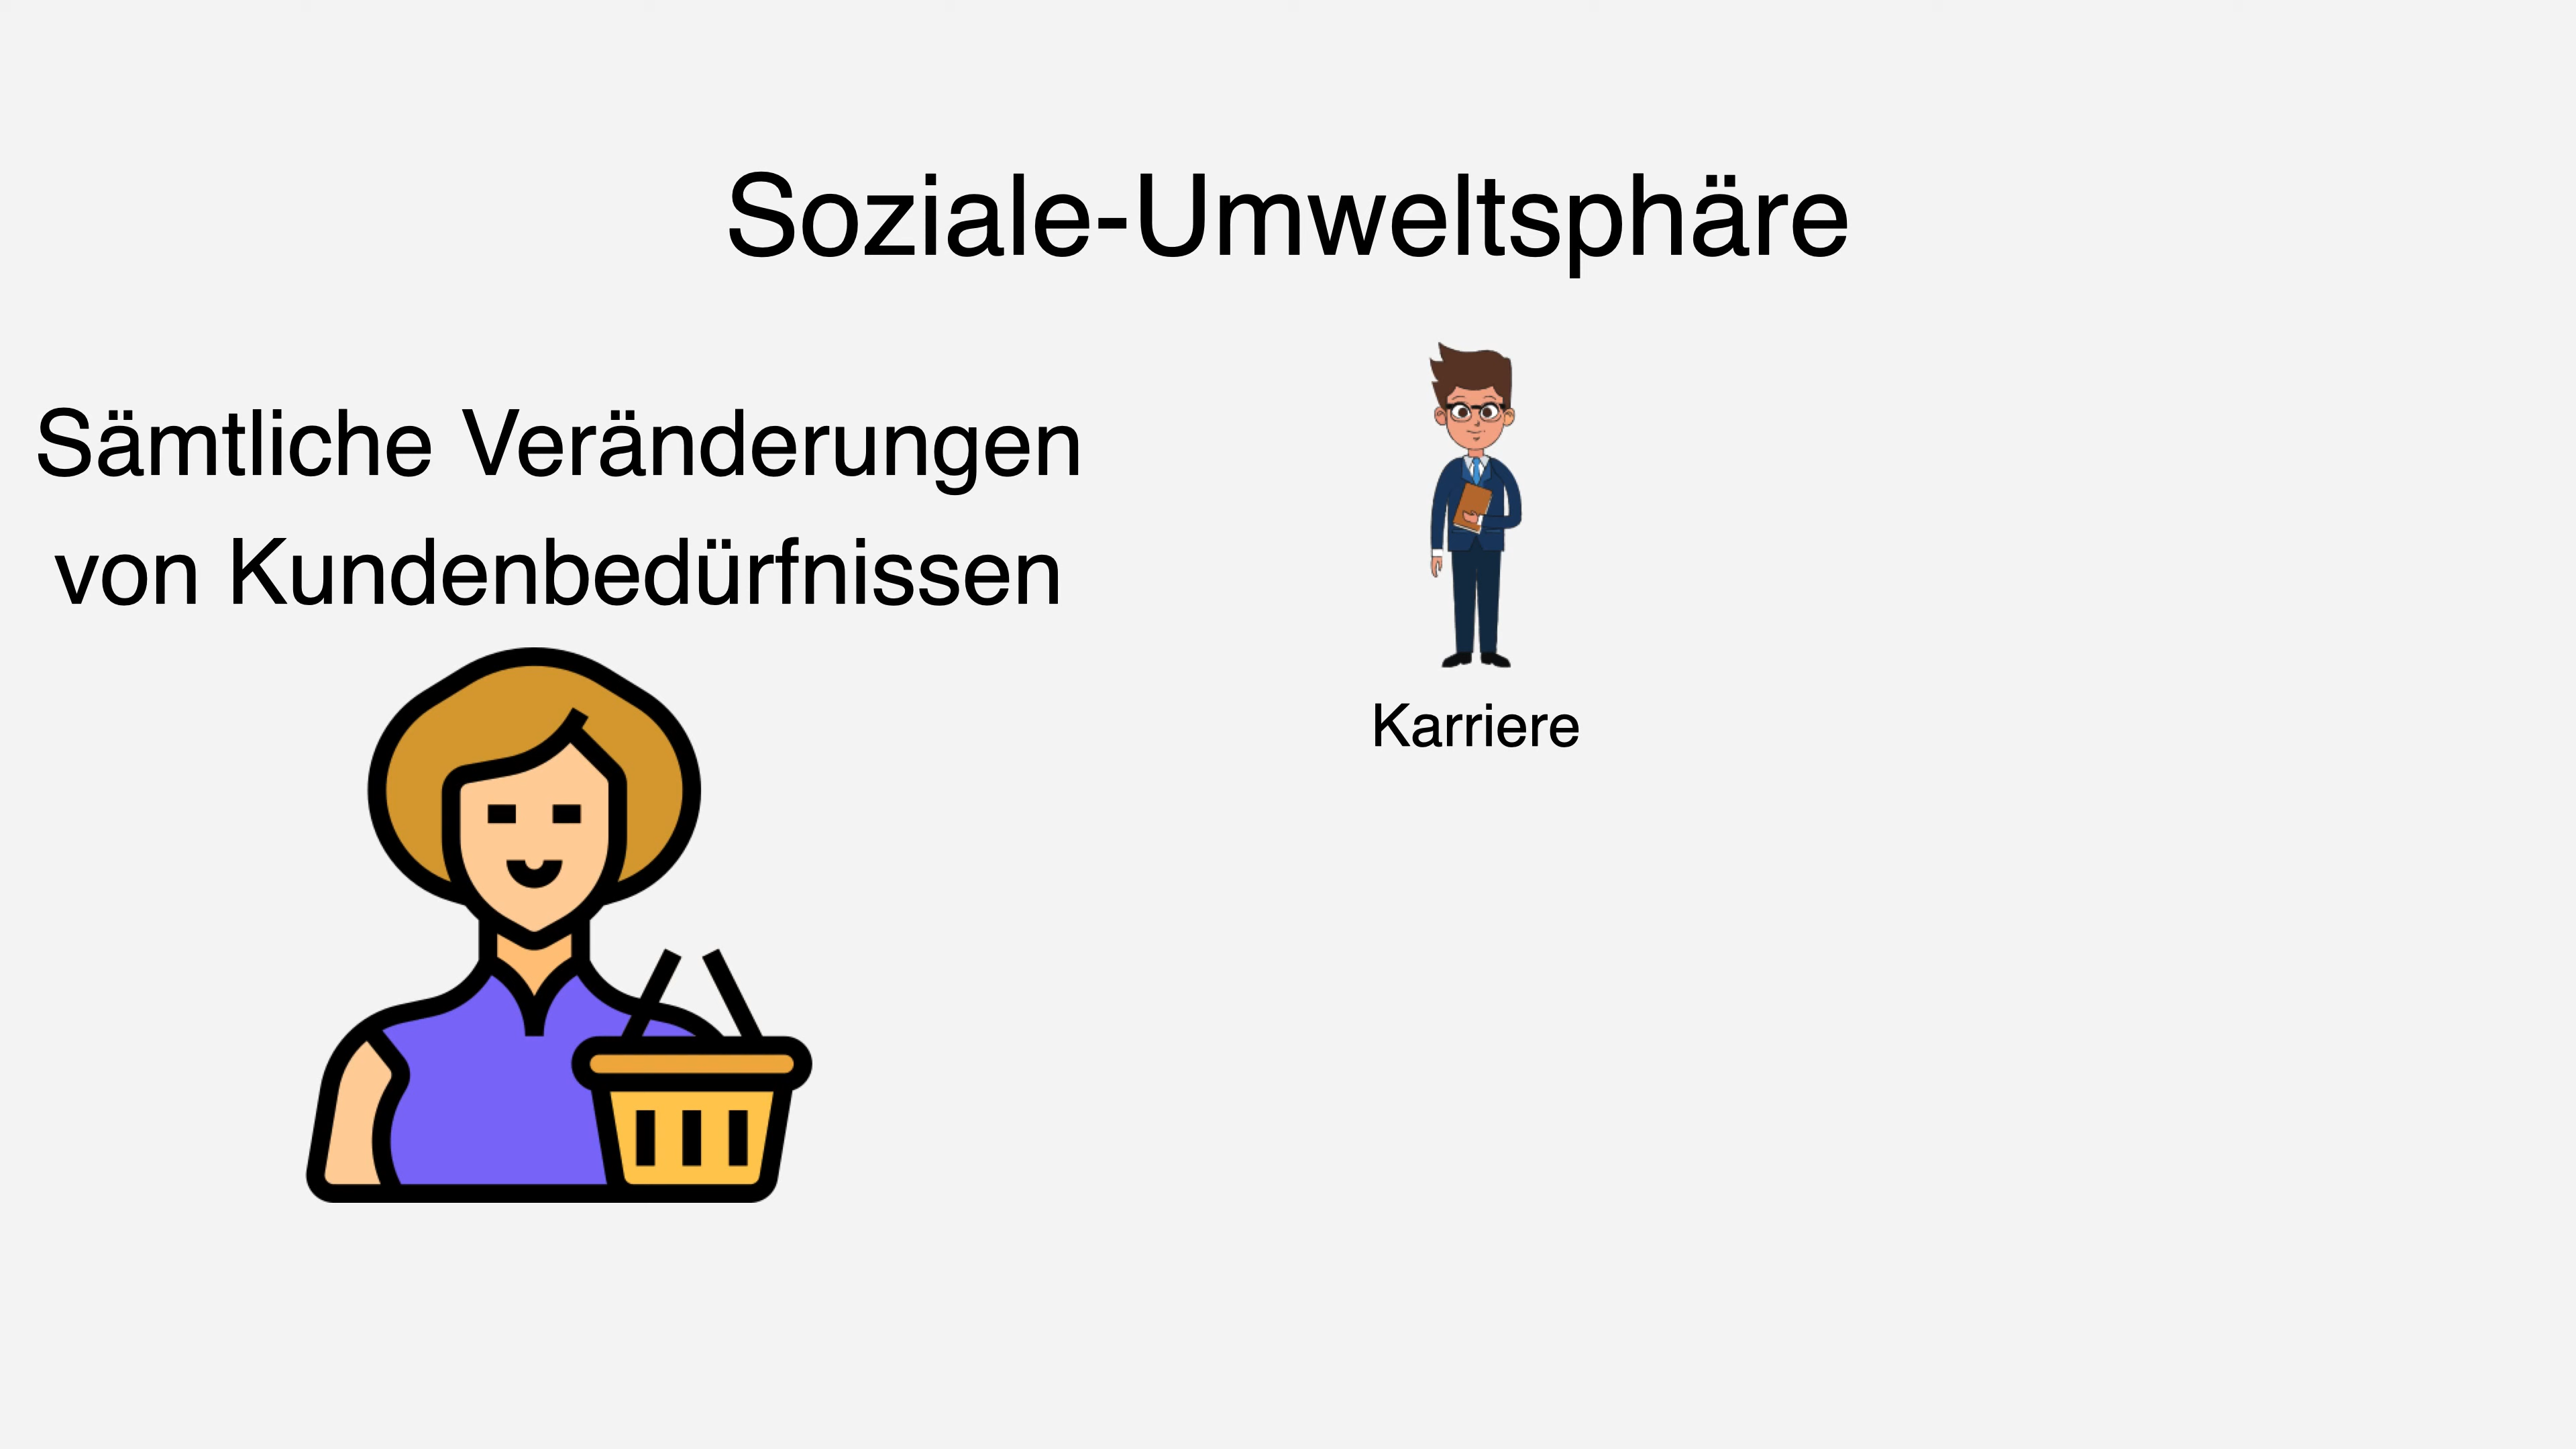 Soziale-Umweltsphäre
Sämtliche Veränderungen
von Kundenbedürfnissen
Karriere